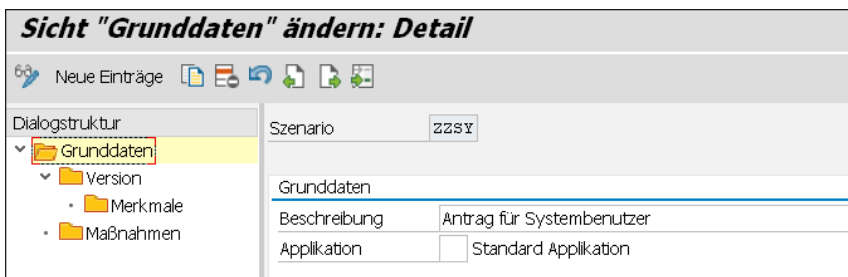 Sicht "Grunddaten" ändern: Detail
Neue Einträge
Dialogstruktur
Grunddaten
Version
Merkmale
Maßnahmen
Szenario ZZSY
Grunddaten
Beschreibung Antrag für Systembenutzer
Applikation Standard Applikation